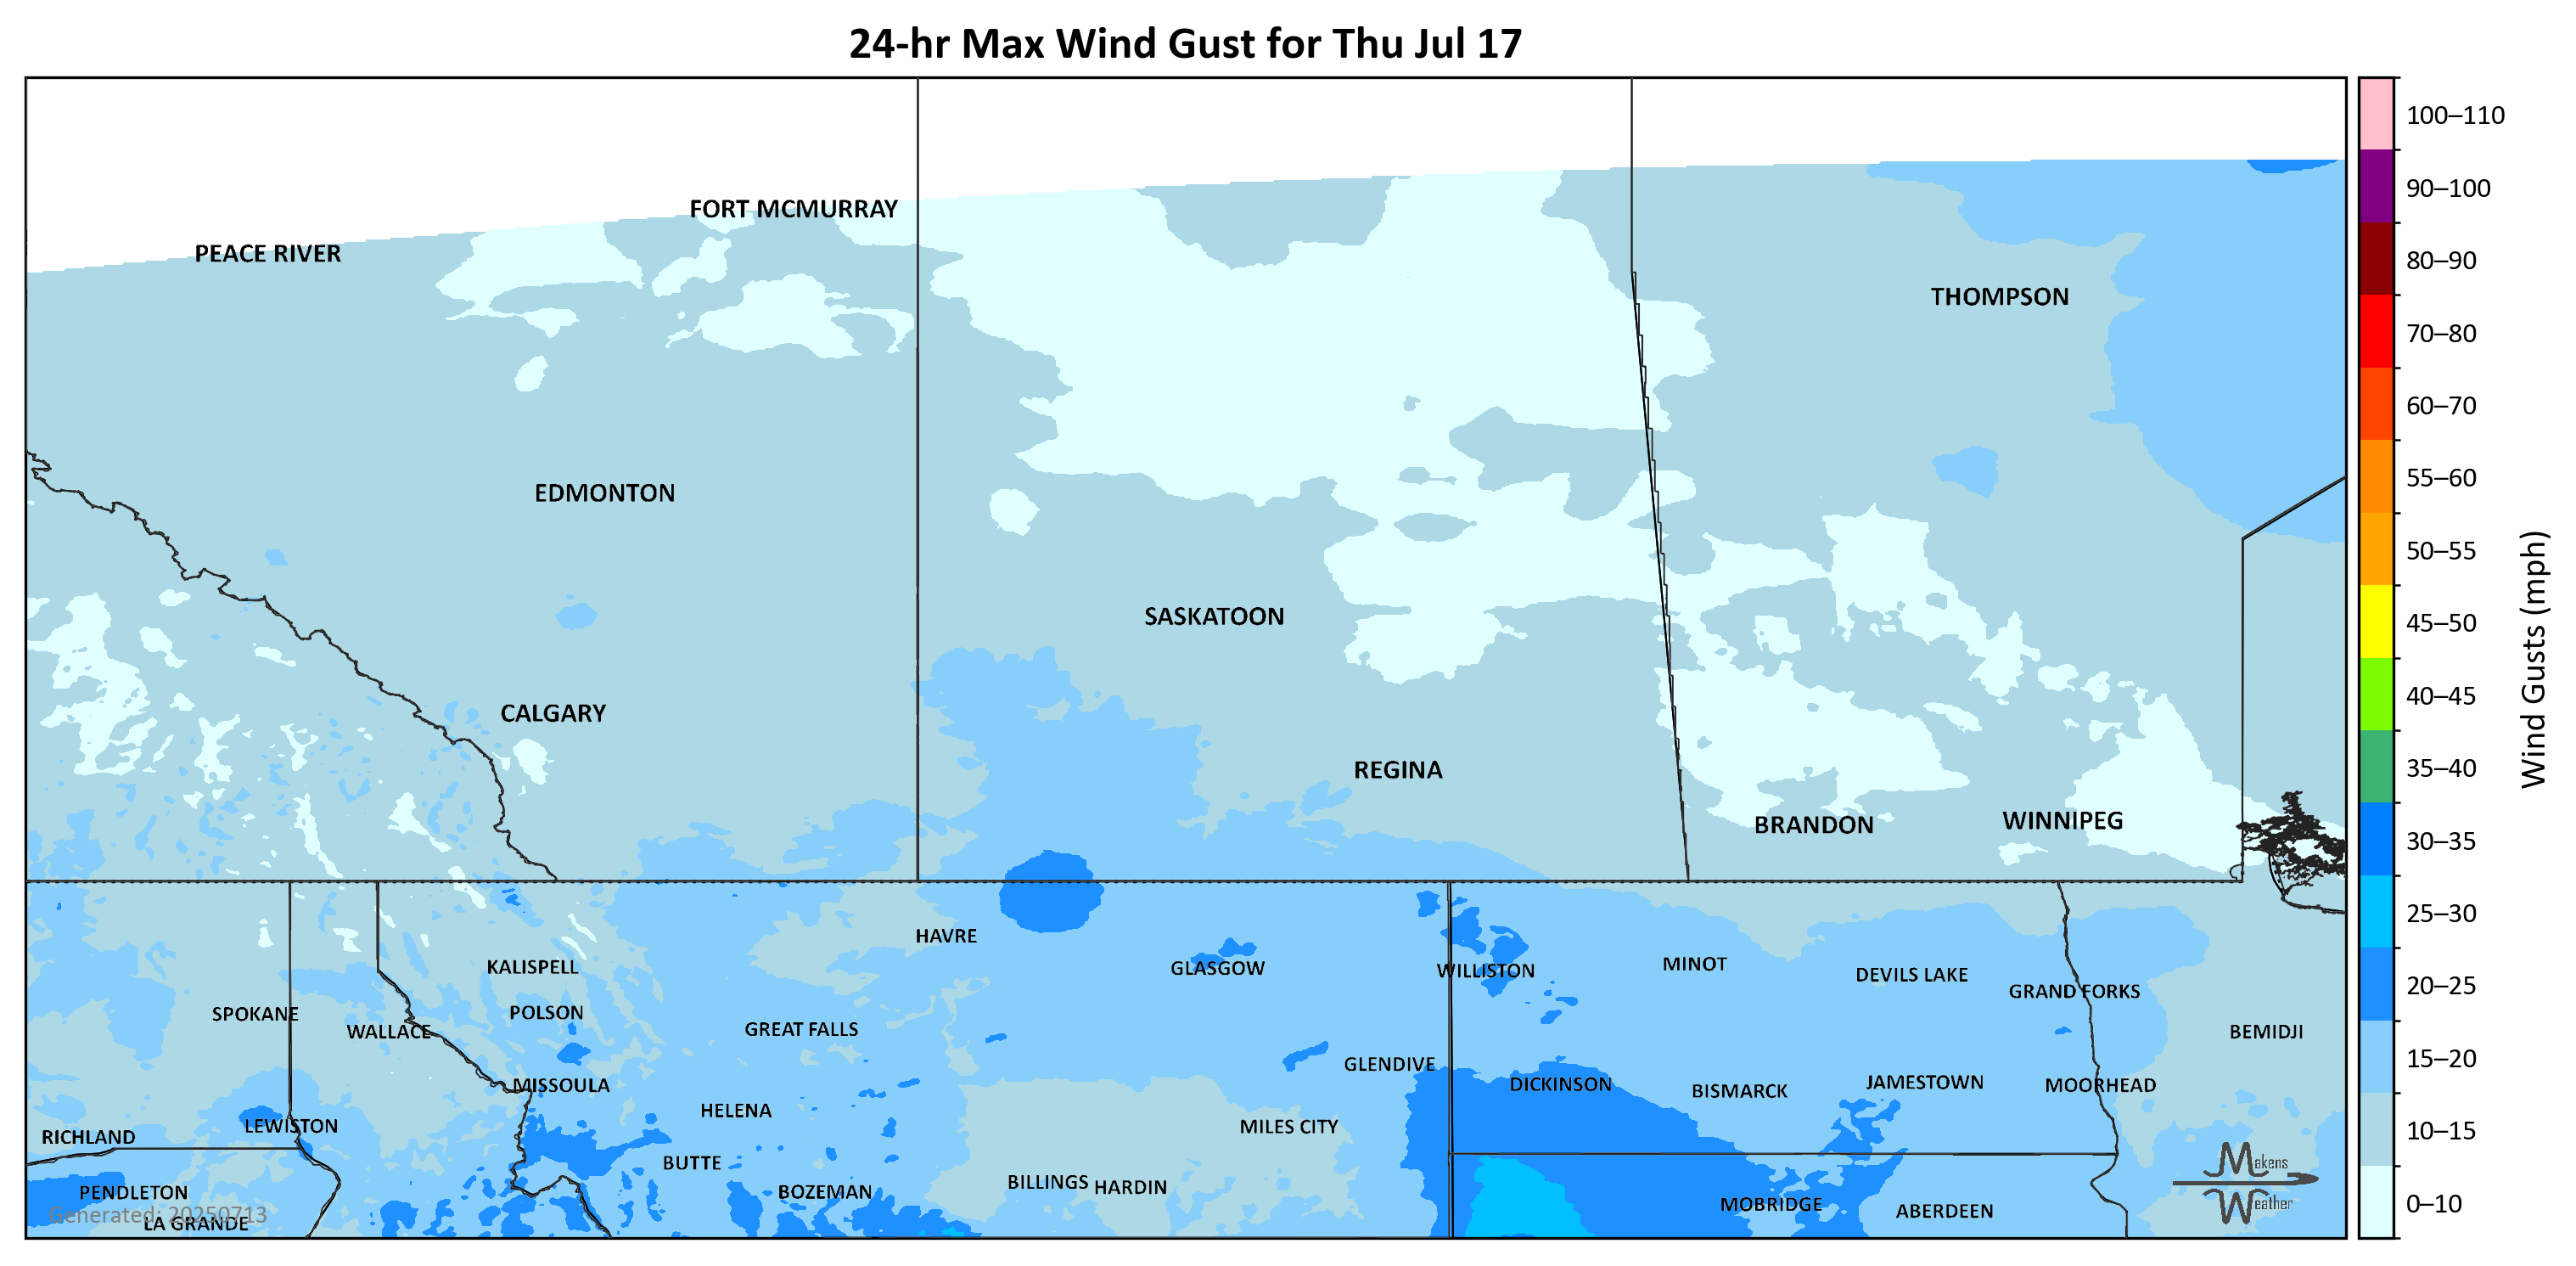 24-hr Max Wind Gust for Thu Jul 17
100–110
90–100
80–90
70–80
60–70
55–60
50–55
45–50
40–45
35–40
30–35
25–30
20–25
15–20
10–15
0–10
Wind Gusts (mph)
FORT MCMURRAY
PEACE RIVER
THOMPSON
EDMONTON
SASKATOON
CALGARY
REGINA
BRANDON
WINNIPEG
HAVRE
KALISPELL
GLASGOW
WILLISTON
MINOT
DEVILS LAKE
GRAND FORKS
SPOKANE
POLSON
WALLACE
GREAT FALLS
BEMIDJI
GLENDIVE
MISSOULA
DICKINSON
BISMARCK
JAMESTOWN
MOORHEAD
HELENA
LEWISTON
MILES CITY
RICHLAND
BUTTE
BILLINGS
HARDIN
PENDLETON
BOZEMAN
MOBRIDGE
ABERDEEN
Generated: 20250713
LA GRANDE
Makens
Weather